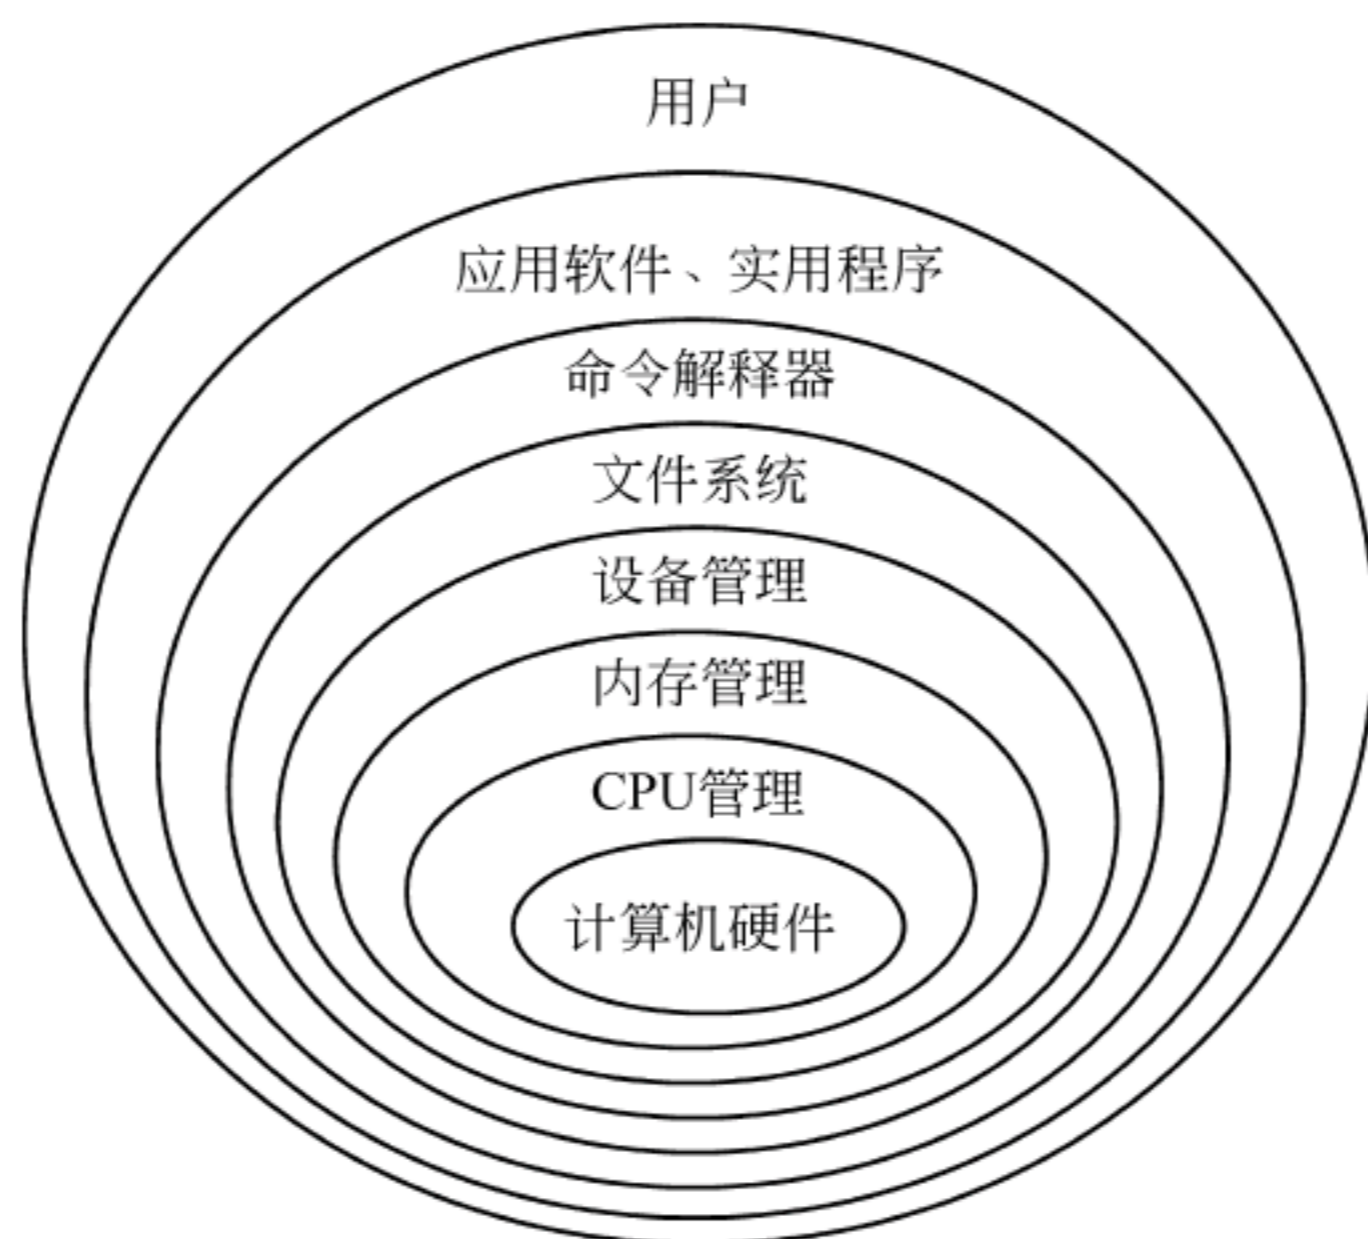 用户
应用软件、实用程序
命令解释器
文件系统
设备管理
内存管理
CPU管理
计算机硬件